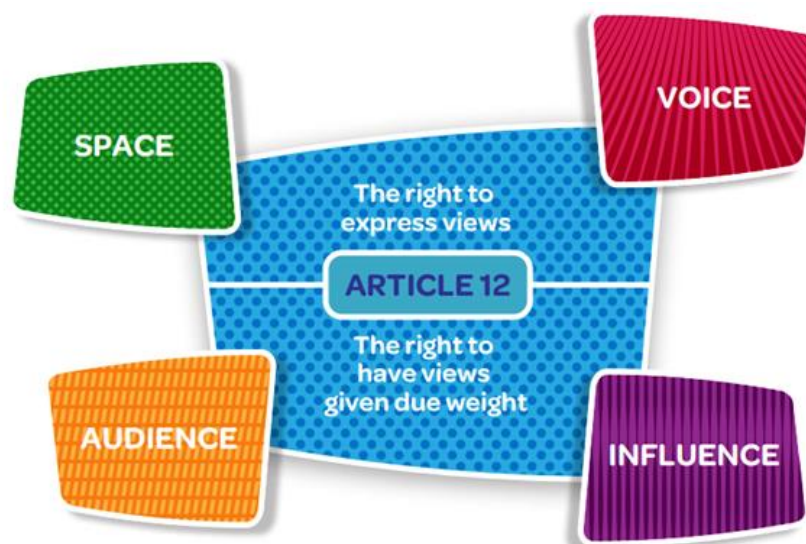 SPACE
VOICE
The right to
express views
ARTICLE 12
The right to
have views
given due weight
AUDIENCE
INFLUENCE